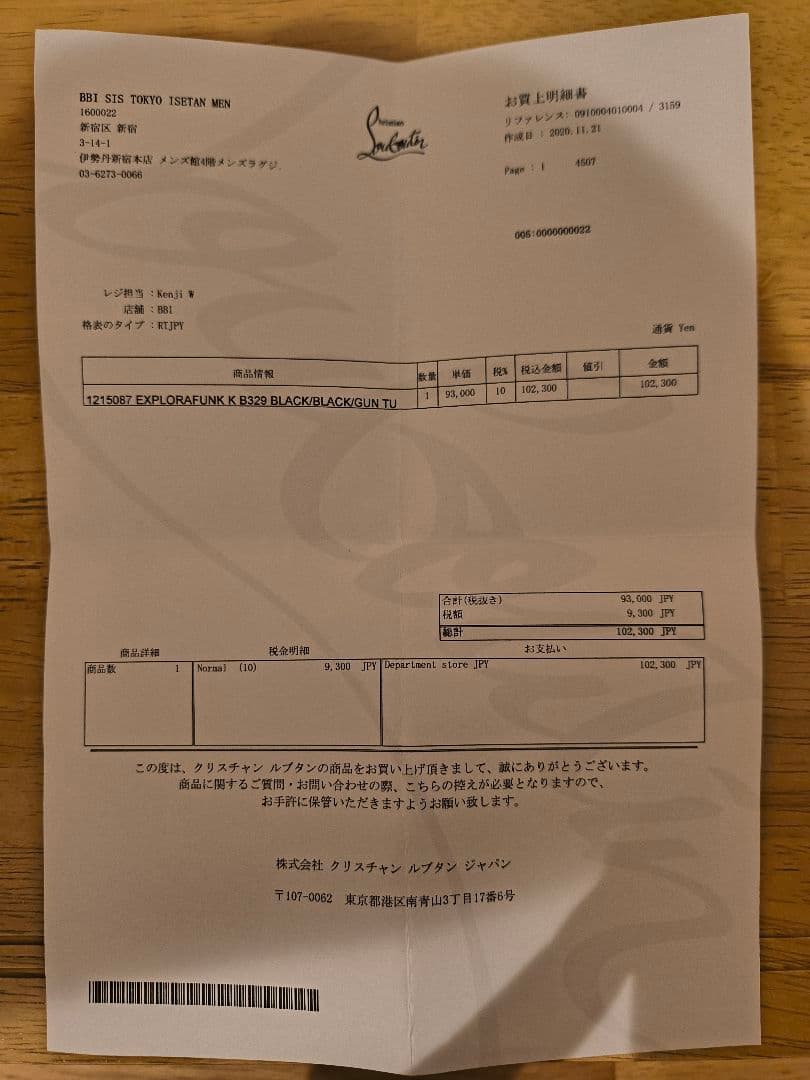 BBI SIS TOKYO ISETAN MEN
1600022
新宿区 新宿
3-14-1
伊勢丹新宿本店 メンズ館4階メンズラグジ.
03-6273-0066
Christian
Louboutin
お買上明細書
リファレンス: 0910004010004 / 3159
作成日 : 2020.11.21
Page : 1 4507
006:0000000022
レジ担当 :Kenji W
店舗 :BBI
格表のタイプ :RTJPY
通貨 Yen
商品情報 数量 単価 税% 税込金額 値引 金額
1215087 EXPLORAFUNK K B329 BLACK/BLACK/GUN TU 1 93,000 10 102,300 102,300
合計(税抜き) 93,000 JPY
税額 9,300 JPY
総計 102,300 JPY
商品詳細 税金明細 お支払い
商品数 1 Normal (10) 9,300 JPY Department store JPY 102,300 JPY
この度は、クリスチャン ルブタンの商品をお買い上げ頂きまして、誠にありがとうございます。
商品に関するご質問・お問い合わせの際、こちらの控えが必要となりますので、
お手許に保管いただきますようお願い致します。
株式会社 クリスチャン ルブタン ジャパン
〒107-0062 東京都港区南青山3丁目17番6号